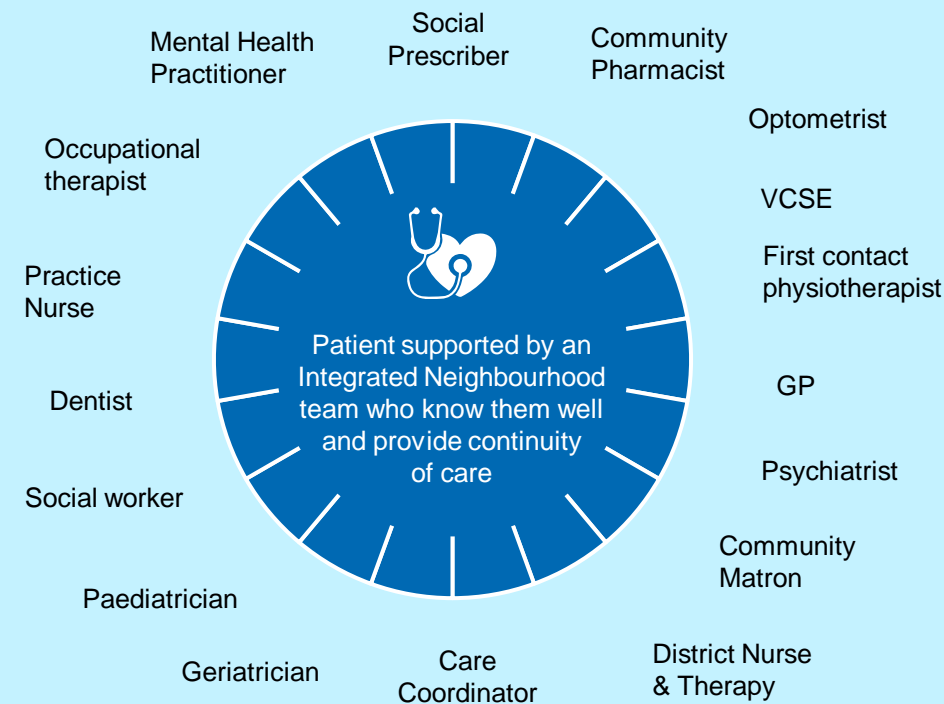 Social
Prescriber
Community
Pharmacist
Optometrist
VCSE
First contact
physiotherapist
GP
Psychiatrist
Community
Matron
District Nurse
& Therapy
Care
Coordinator
Geriatrician
Paediatrician
Social worker
Dentist
Practice
Nurse
Occupational
therapist
Mental Health
Practitioner
Patient supported by an
Integrated Neighbourhood
team who know them well
and provide continuity
of care